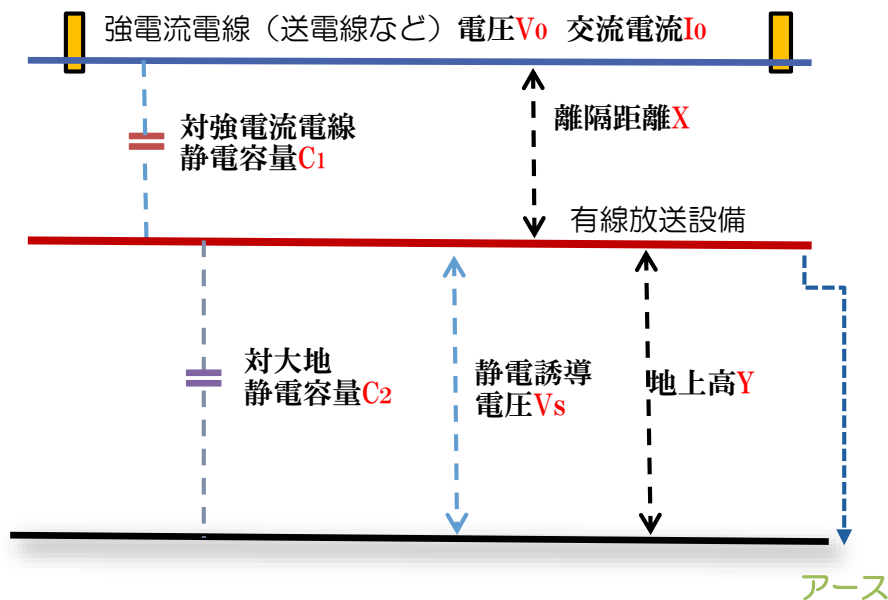 強電流電線（送電線など）電圧V0 交流電流I0
離隔距離X
対強電流電線
静電容量C1
有線放送設備
対大地
静電容量C2
静電誘導
電圧Vs
地上高Y
アース